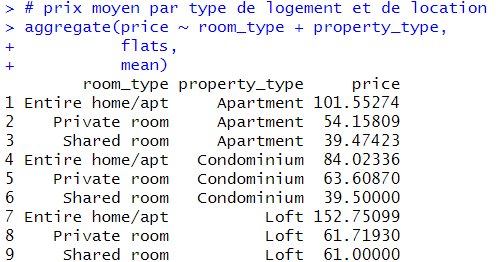 > # prix moyen par type de logement et de location
> aggregate(price ~ room_type + property_type,
+           flats,
+           mean)
        room_type property_type     price
1 Entire home/apt     Apartment 101.55274
2    Private room     Apartment  54.15809
3     Shared room     Apartment  39.47423
4 Entire home/apt   Condominium  84.02336
5    Private room   Condominium  63.60870
6     Shared room   Condominium  39.50000
7 Entire home/apt          Loft 152.75099
8    Private room          Loft  61.71930
9     Shared room          Loft  61.00000